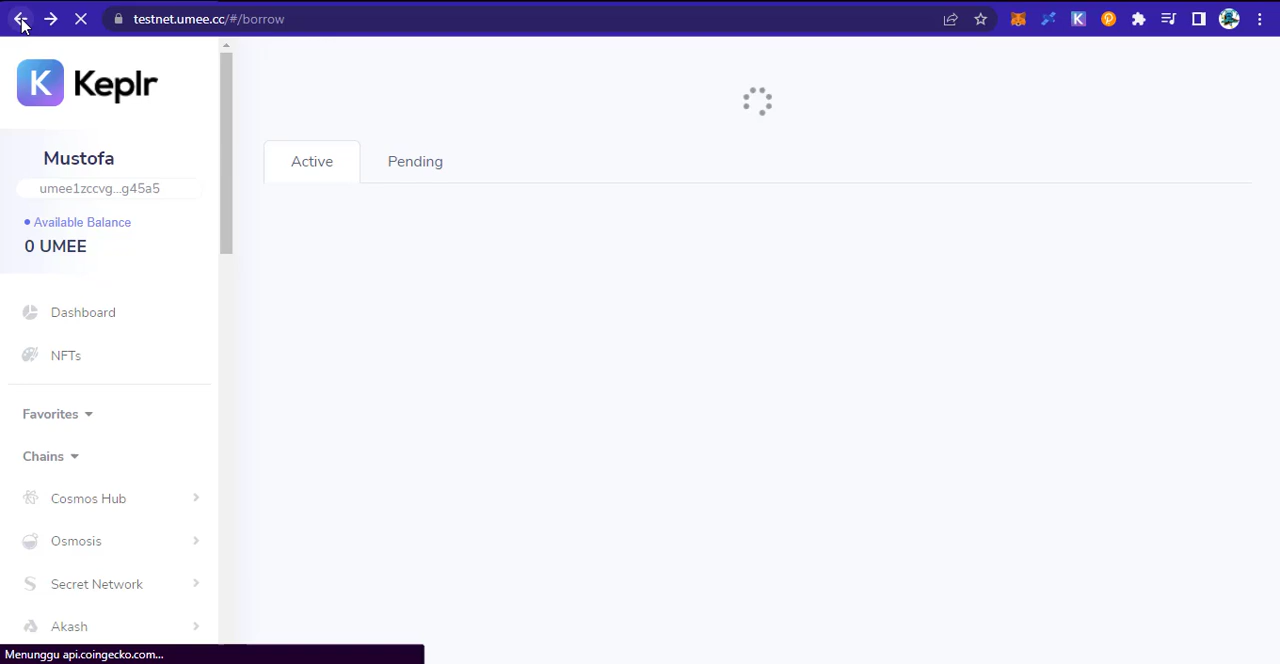 testnet.umee.cc/#/borrow
K
K Keplr
Mustofa
umee1zccvg...g45a5
Available Balance
0 UMEE
Dashboard
NFTs
Favorites
Chains
Cosmos Hub
Osmosis
S Secret Network
Akash
Active
Pending
Menunggu api.coingecko.com...